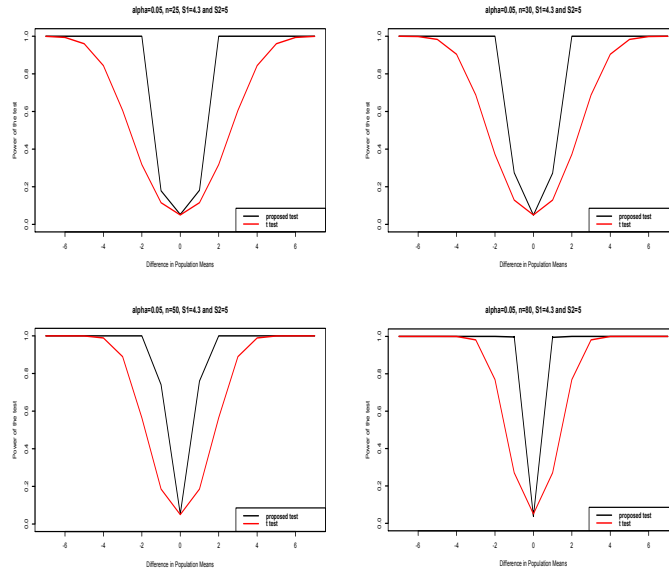 alpha=0.05, n=25, S1=4.3 and S2=5
Power of the test
1.0
0.8
0.6
0.4
0.2
0.0
proposed test
t test
-6 -4 -2 0 2 4 6
Difference in Population Means
alpha=0.05, n=30, S1=4.3 and S2=5
Power of the test
1.0
0.8
0.6
0.4
0.2
0.0
proposed test
t test
-6 -4 -2 0 2 4 6
Difference in Population Means
alpha=0.05, n=50, S1=4.3 and S2=5
Power of the test
1.0
0.8
0.6
0.4
0.2
0.0
proposed test
t test
-6 -4 -2 0 2 4 6
Difference in Population Means
alpha=0.05, n=80, S1=4.3 and S2=5
Power of the test
1.0
0.8
0.6
0.4
0.2
0.0
proposed test
t test
-6 -4 -2 0 2 4 6
Difference in Population Means